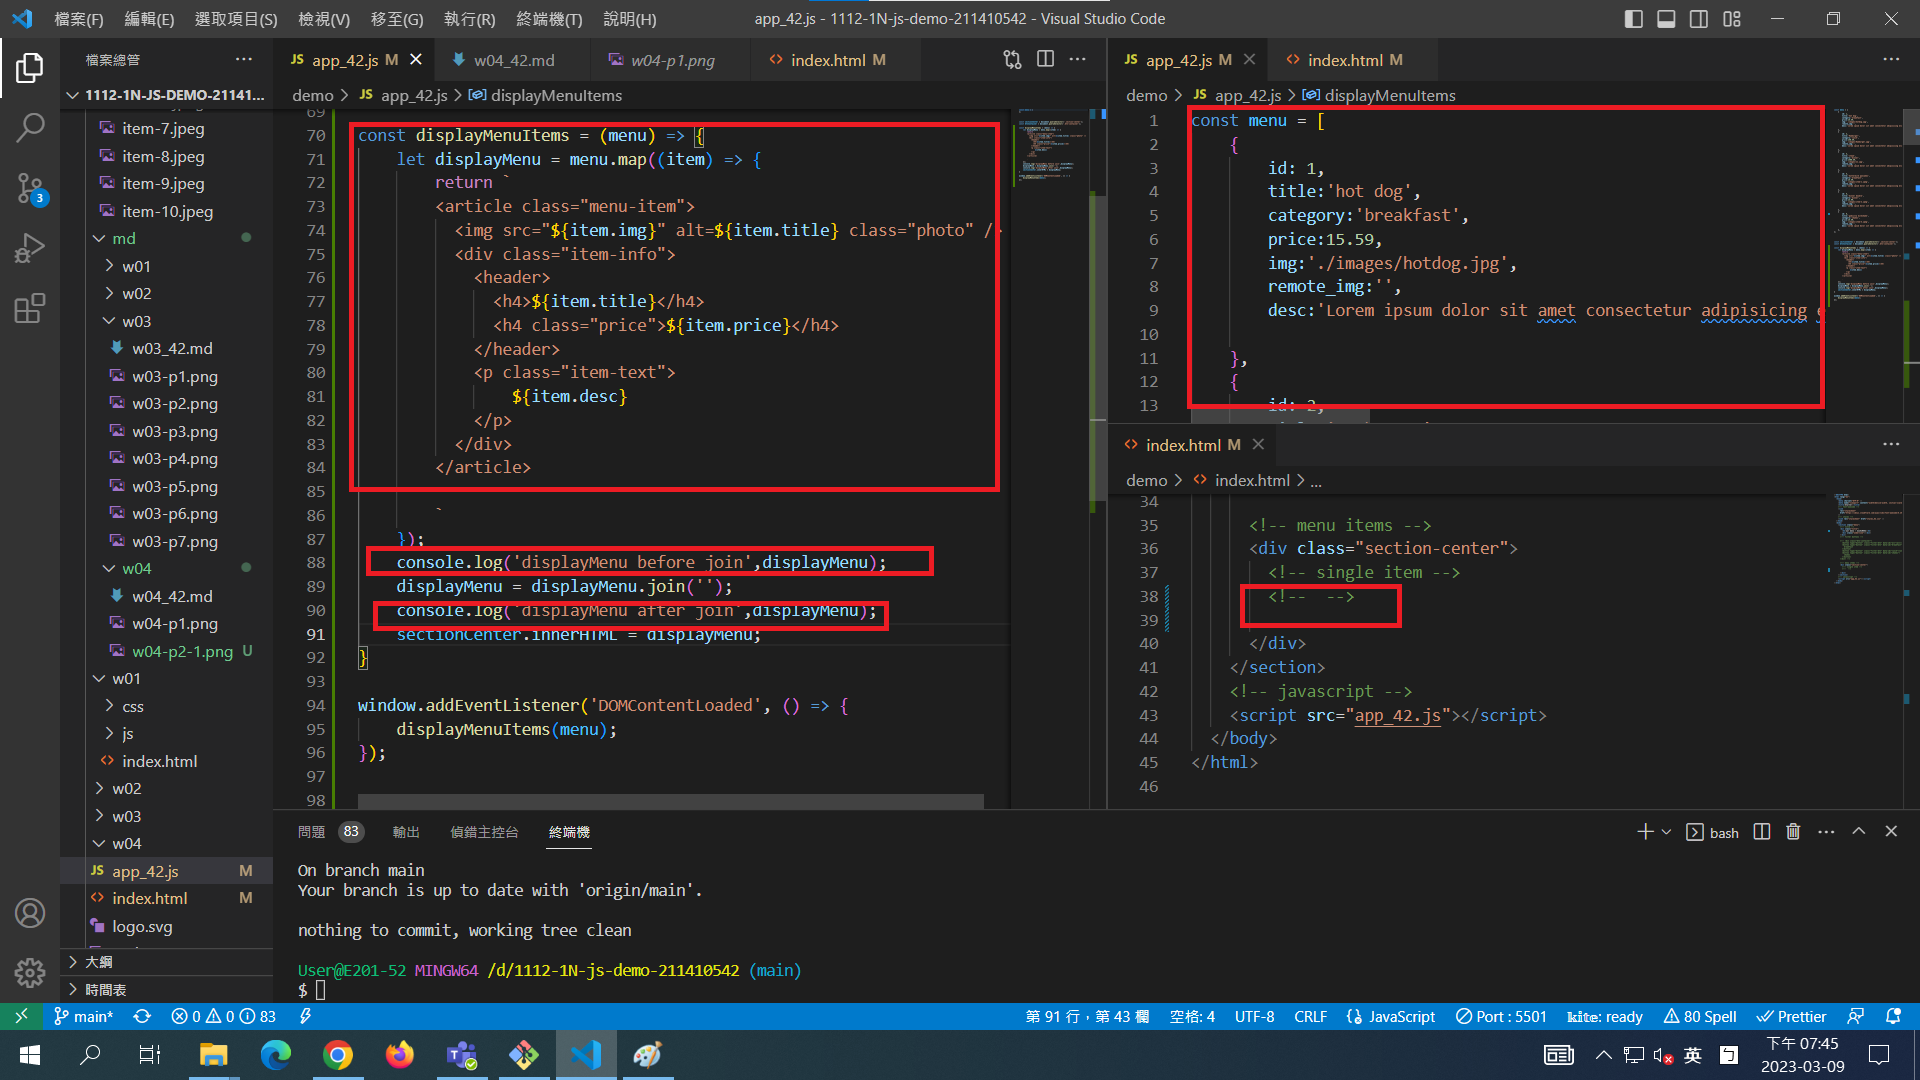 檔案(F) 編輯(E) 選取項目(S) 檢視(V) 移至(G) 執行(R) 終端機(T) 說明(H) app_42.js - 1112-1N-js-demo-211410542 - Visual Studio Code
檔案總管
1112-1N-JS-DEMO-21141...
item-7.jpeg
item-8.jpeg
item-9.jpeg
item-10.jpeg
md
w01
w02
w03
w03_42.md
w03-p1.png
w03-p2.png
w03-p3.png
w03-p4.png
w03-p5.png
w03-p6.png
w03-p7.png
w04
w04_42.md
w04-p1.png
w04-p2-1.png U
w01
css
js
index.html
w02
w03
w04
JS app_42.js M
index.html M
logo.svg
大綱
時間表
3
JS app_42.js M w04_42.md w04-p1.png index.html M
demo > JS app_42.js > displayMenuItems
69
70 const displayMenuItems = (menu) => {
71 let displayMenu = menu.map((item) => {
72 return `
73 <article class="menu-item">
74 <img src="${item.img}" alt=${item.title} class="photo" /
75 <div class="item-info">
76 <header>
77 <h4>${item.title}</h4>
78 <h4 class="price">${item.price}</h4>
79 </header>
80 <p class="item-text">
81 ${item.desc}
82 </p>
83 </div>
84 </article>
85
86 `
87 });
88 console.log('displayMenu before join',displayMenu);
89 displayMenu = displayMenu.join('');
90 console.log('displayMenu after join',displayMenu);
91 sectionCenter.innerHTML = displayMenu;
92 }
93
94 window.addEventListener('DOMContentLoaded', () => {
95 displayMenuItems(menu);
96 });
97
98
JS app_42.js M index.html M
demo > JS app_42.js > displayMenuItems
1 const menu = [
2 {
3 id: 1,
4 title:'hot dog',
5 category:'breakfast',
6 price:15.59,
7 img:'./images/hotdog.jpg',
8 remote_img:'',
9 desc:'Lorem ipsum dolor sit amet consectetur adipisicing e
10
11 },
12 {
13 id: 2,
index.html M
demo > index.html > ...
34
35 <!-- menu items -->
36 <div class="section-center">
37 <!-- single item -->
38 <!--  -->
39
40 </div>
41 </section>
42 <!-- javascript -->
43 <script src="app_42.js"></script>
44 </body>
45 </html>
46
問題 83 輸出 偵錯主控台 終端機 bash
On branch main
Your branch is up to date with 'origin/main'.
nothing to commit, working tree clean
User@E201-52 MINGW64 /d/1112-1N-js-demo-211410542 (main)
$
main* 0 0 83 第 91 行，第 43 欄 空格: 4 UTF-8 CRLF JavaScript Port : 5501 kite: ready 80 Spell Prettier
英 ㄅ 下午 07:45
2023-03-09